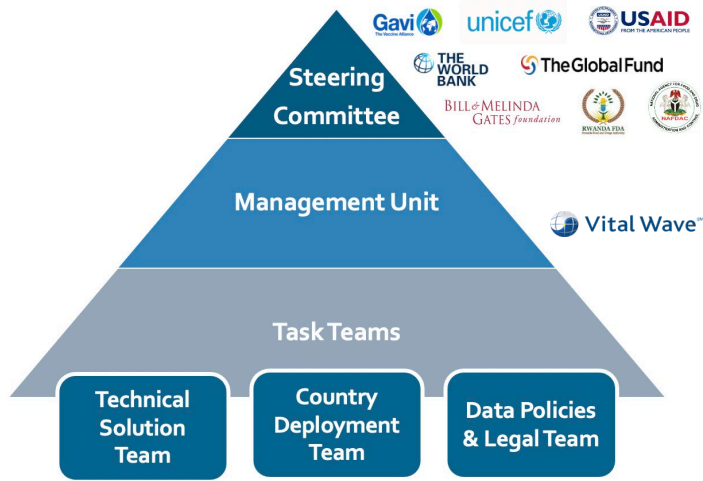 Gavi
The Vaccine Alliance
unicef
USAID
FROM THE AMERICAN PEOPLE
THE
WORLD
BANK
The Global Fund
BILL & MELINDA
GATES foundation
RWANDA FDA
NAFDAC
Steering
Committee
Management Unit
Vital Wave
Task Teams
Technical
Solution
Team
Country
Deployment
Team
Data Policies
& Legal Team